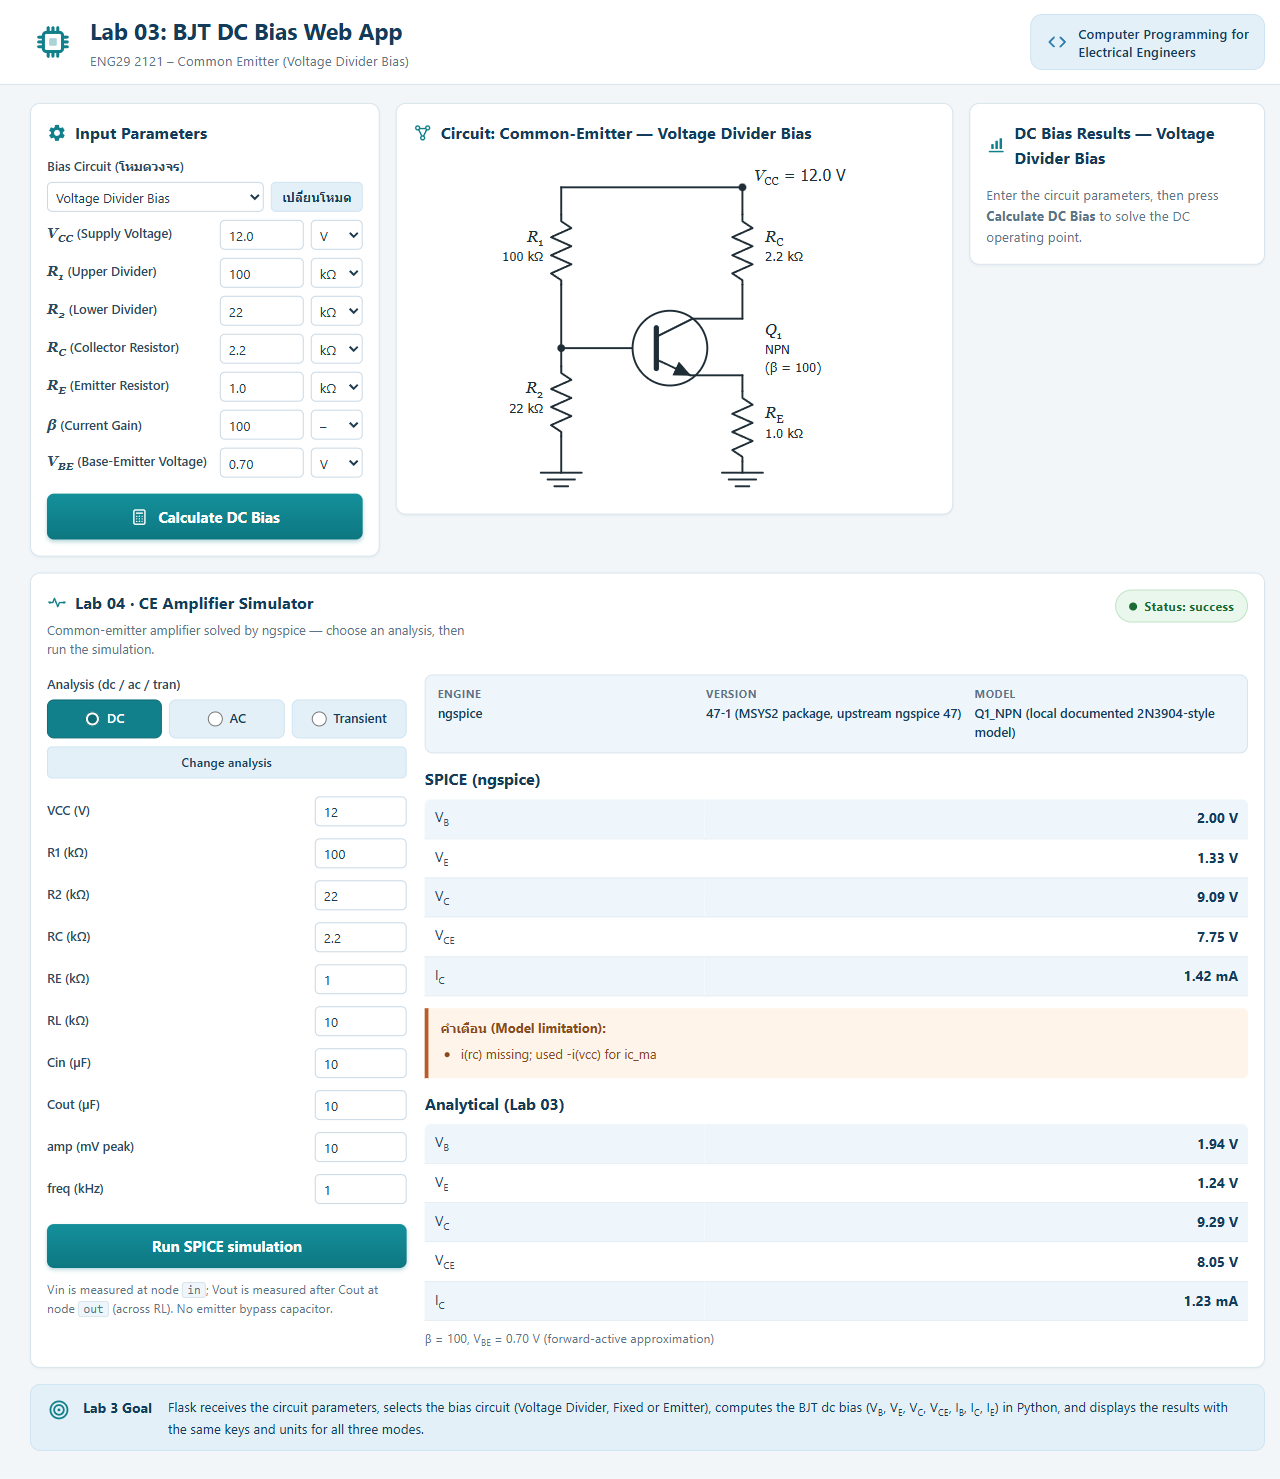 Lab 03: BJT DC Bias Web App
ENG29 2121 – Common Emitter (Voltage Divider Bias)
Computer Programming for
Electrical Engineers
Input Parameters
Bias Circuit (โหมดวงจร)
Voltage Divider Bias
เปลี่ยนโหมด
VCC (Supply Voltage) 12.0 V
R1 (Upper Divider) 100 kΩ
R2 (Lower Divider) 22 kΩ
RC (Collector Resistor) 2.2 kΩ
RE (Emitter Resistor) 1.0 kΩ
β (Current Gain) 100 –
VBE (Base-Emitter Voltage) 0.70 V
Calculate DC Bias
Circuit: Common-Emitter — Voltage Divider Bias
VCC = 12.0 V
R1
100 kΩ
RC
2.2 kΩ
Q1
NPN
(β = 100)
R2
22 kΩ
RE
1.0 kΩ
DC Bias Results — Voltage
Divider Bias
Enter the circuit parameters, then press
Calculate DC Bias to solve the DC
operating point.
Lab 04 · CE Amplifier Simulator
Common-emitter amplifier solved by ngspice — choose an analysis, then
run the simulation.
Status: success
Analysis (dc / ac / tran)
DC AC Transient
Change analysis
VCC (V) 12
R1 (kΩ) 100
R2 (kΩ) 22
RC (kΩ) 2.2
RE (kΩ) 1
RL (kΩ) 10
Cin (µF) 10
Cout (µF) 10
amp (mV peak) 10
freq (kHz) 1
Run SPICE simulation
Vin is measured at node in; Vout is measured after Cout at
node out (across RL). No emitter bypass capacitor.
ENGINE
ngspice
VERSION
47-1 (MSYS2 package, upstream ngspice 47)
MODEL
Q1_NPN (local documented 2N3904-style
model)
SPICE (ngspice)
VB 2.00 V
VE 1.33 V
VC 9.09 V
VCE 7.75 V
IC 1.42 mA
คำเตือน (Model limitation):
• i(rc) missing; used -i(vcc) for ic_ma
Analytical (Lab 03)
VB 1.94 V
VE 1.24 V
VC 9.29 V
VCE 8.05 V
IC 1.23 mA
β = 100, VBE = 0.70 V (forward-active approximation)
Lab 3 Goal
Flask receives the circuit parameters, selects the bias circuit (Voltage Divider, Fixed or Emitter), computes the BJT dc bias (VB, VE, VC, VCE, IB, IC, IE) in Python, and displays the results with
the same keys and units for all three modes.